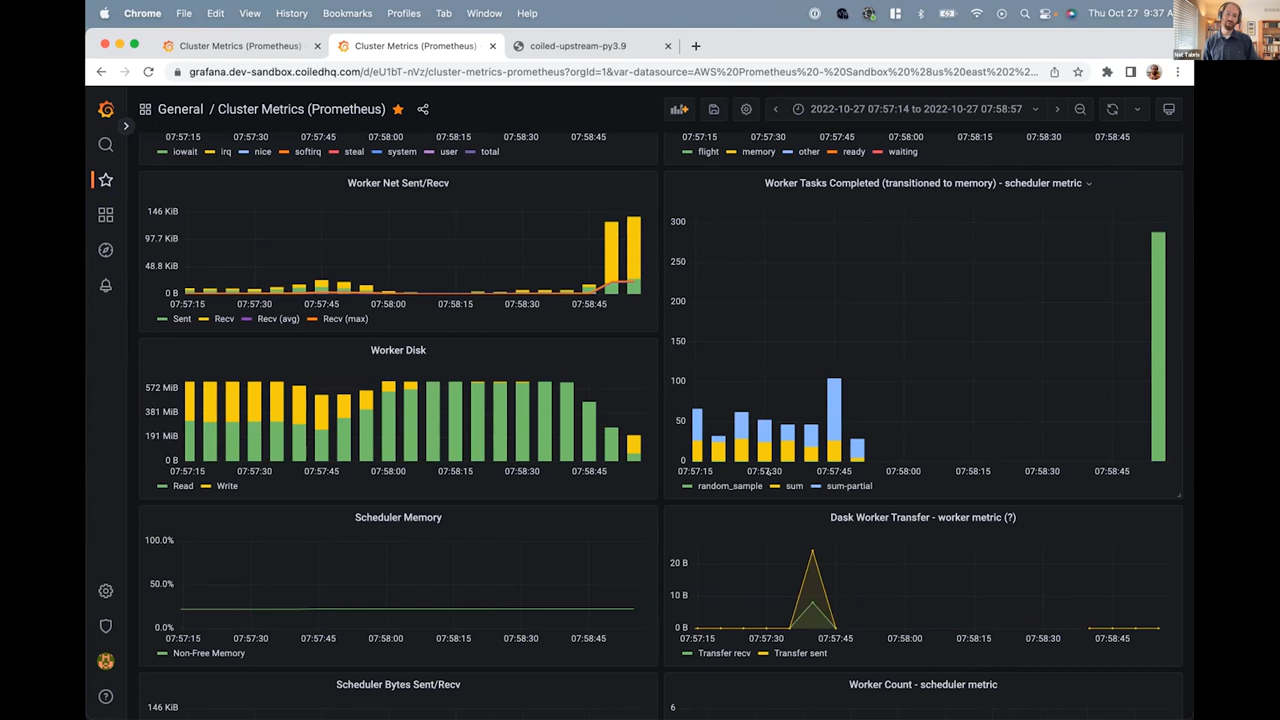 Chrome File Edit View History Bookmarks Profiles Tab Window Help Thu Oct 27 9:37 AM
Nat Tabris
Cluster Metrics (Prometheus) Cluster Metrics (Prometheus) coiled-upstream-py3.9
grafana.dev-sandbox.coiledhq.com/d/eU1bT-nVz/cluster-metrics-prometheus?orgId=1&var-datasource=AWS%20Prometheus%20-%20Sandbox%20%28us%20east%202%...
General / Cluster Metrics (Prometheus) 2022-10-27 07:57:14 to 2022-10-27 07:58:57
07:57:15 07:57:30 07:57:45 07:58:00 07:58:15 07:58:30 07:58:45
iowait irq nice softirq steal system user total
07:57:15 07:57:30 07:57:45 07:58:00 07:58:15 07:58:30 07:58:45
flight memory other ready waiting
Worker Net Sent/Recv
146 KiB
97.7 KiB
48.8 KiB
0 B
07:57:15 07:57:30 07:57:45 07:58:00 07:58:15 07:58:30 07:58:45
Sent Recv Recv (avg) Recv (max)
Worker Tasks Completed (transitioned to memory) - scheduler metric
300
250
200
150
100
50
0
07:57:15 07:57:30 07:57:45 07:58:00 07:58:15 07:58:30 07:58:45
random_sample sum sum-partial
Worker Disk
572 MiB
381 MiB
191 MiB
0 B
07:57:15 07:57:30 07:57:45 07:58:00 07:58:15 07:58:30 07:58:45
Read Write
Scheduler Memory
100.0%
50.0%
0.0%
07:57:15 07:57:30 07:57:45 07:58:00 07:58:15 07:58:30 07:58:45
Non-Free Memory
Dask Worker Transfer - worker metric (?)
20 B
10 B
0 B
07:57:15 07:57:30 07:57:45 07:58:00 07:58:15 07:58:30 07:58:45
Transfer recv Transfer sent
Scheduler Bytes Sent/Recv
146 KiB
Worker Count - scheduler metric
6